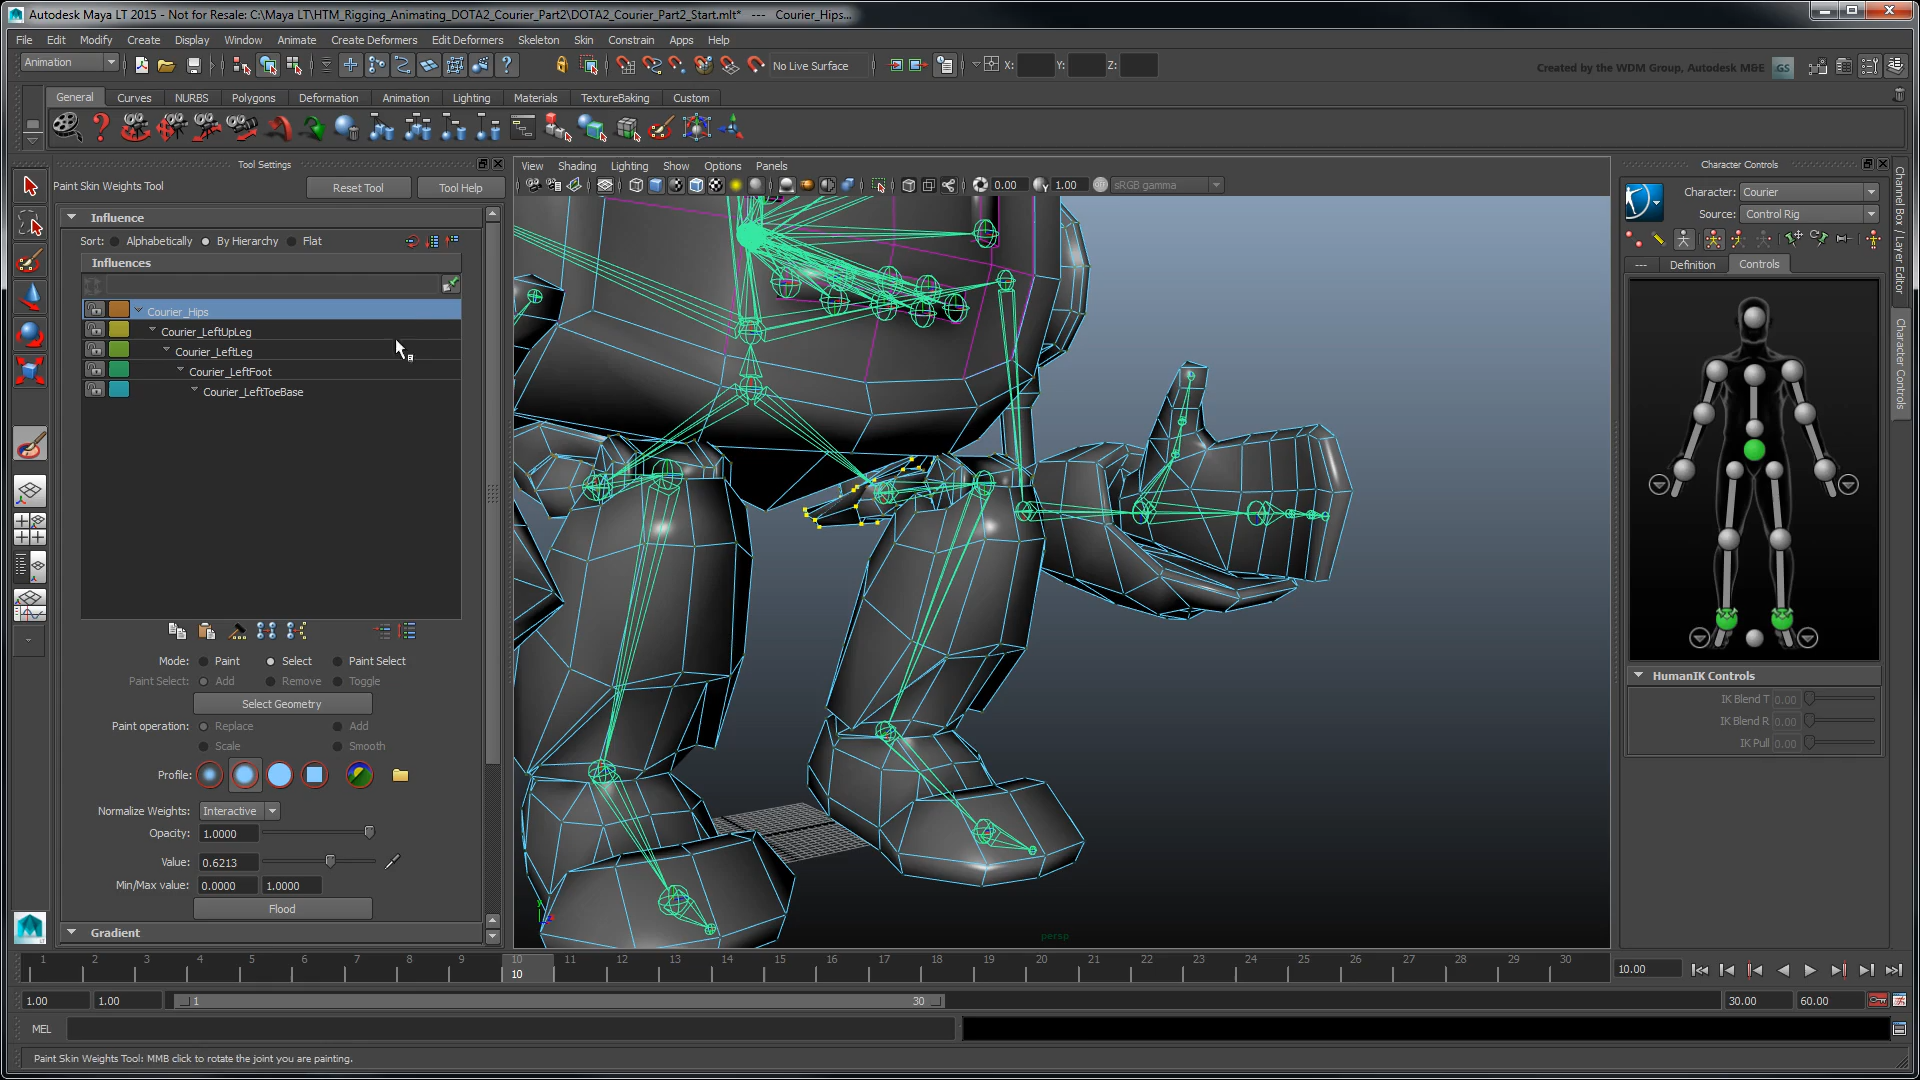 Autodesk Maya LT 2015 - Not for Resale: C:\Maya LT\HTM_Rigging_Animating_DOTA2_Courier_Part2\DOTA2_Courier_Part2_Start.mlt*   ---   Courier_Hips...
File Edit Modify Create Display Window Animate Create Deformers Edit Deformers Skeleton Skin Constrain Apps Help
Animation No Live Surface X: Y: Z: Created by the WDM Group, Autodesk M&E GS
General Curves NURBS Polygons Deformation Animation Lighting Materials TextureBaking Custom
Tool Settings
Paint Skin Weights Tool Reset Tool Tool Help
Influence
Sort: Alphabetically By Hierarchy Flat
Influences
Courier_Hips
Courier_LeftUpLeg
Courier_LeftLeg
Courier_LeftFoot
Courier_LeftToeBase
Mode: Paint Select Paint Select
Paint Select: Add Remove Toggle
Select Geometry
Paint operation: Replace Add
Scale Smooth
Profile:
Normalize Weights: Interactive
Opacity: 1.0000
Value: 0.6213
Min/Max value: 0.0000 1.0000
Flood
Gradient
View Shading Lighting Show Options Panels
0.00 1.00 sRGB gamma
persp
Character Controls
Character: Courier
Source: Control Rig
--- Definition Controls
HumanIK Controls
IK Blend T 0.00
IK Blend R 0.00
IK Pull 0.00
Channel Box / Layer Editor
Character Controls
1 2 3 4 5 6 7 8 9 10 11 12 13 14 15 16 17 18 19 20 21 22 23 24 25 26 27 28 29 30
10
10.00
1.00 1.00 1 30 30.00 60.00
MEL
Paint Skin Weights Tool: MMB click to rotate the joint you are painting.